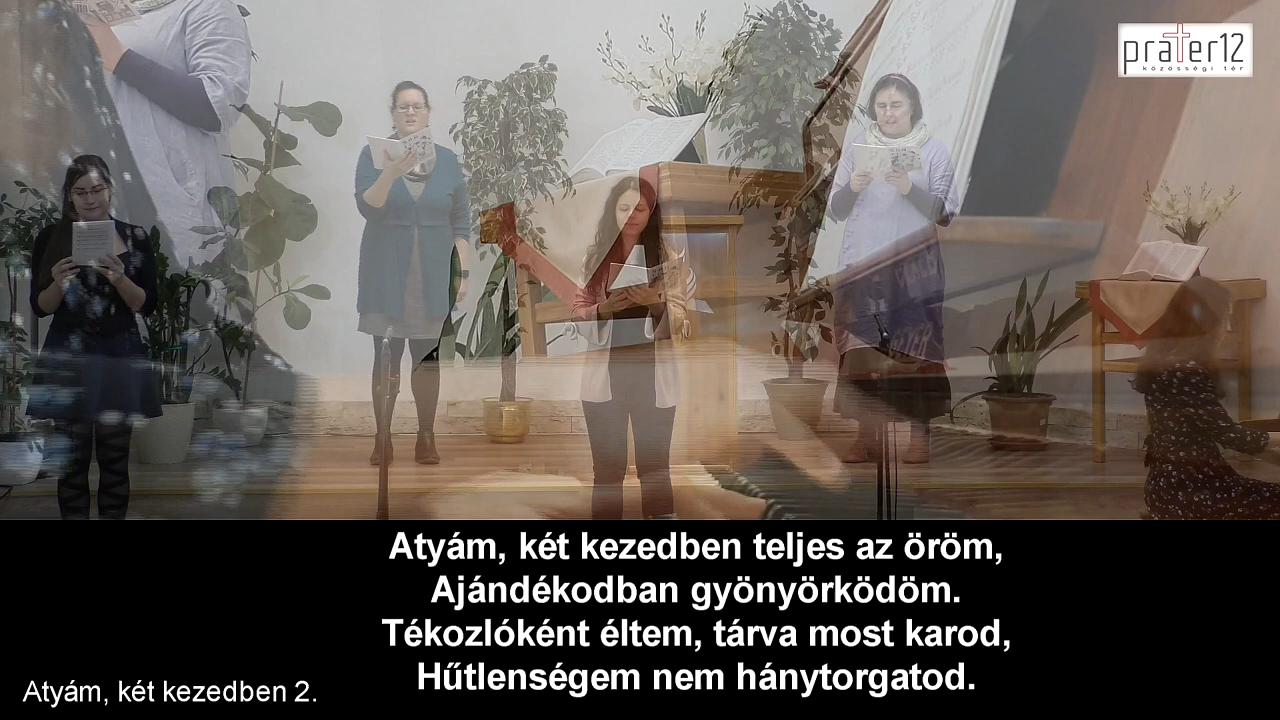 prater12
közösségi tér
Atyám, két kezedben teljes az öröm,
Ajándékodban gyönyörködöm.
Tékozlóként éltem, tárva most karod,
Hűtlenségem nem hánytorgatod.
Atyám, két kezedben 2.